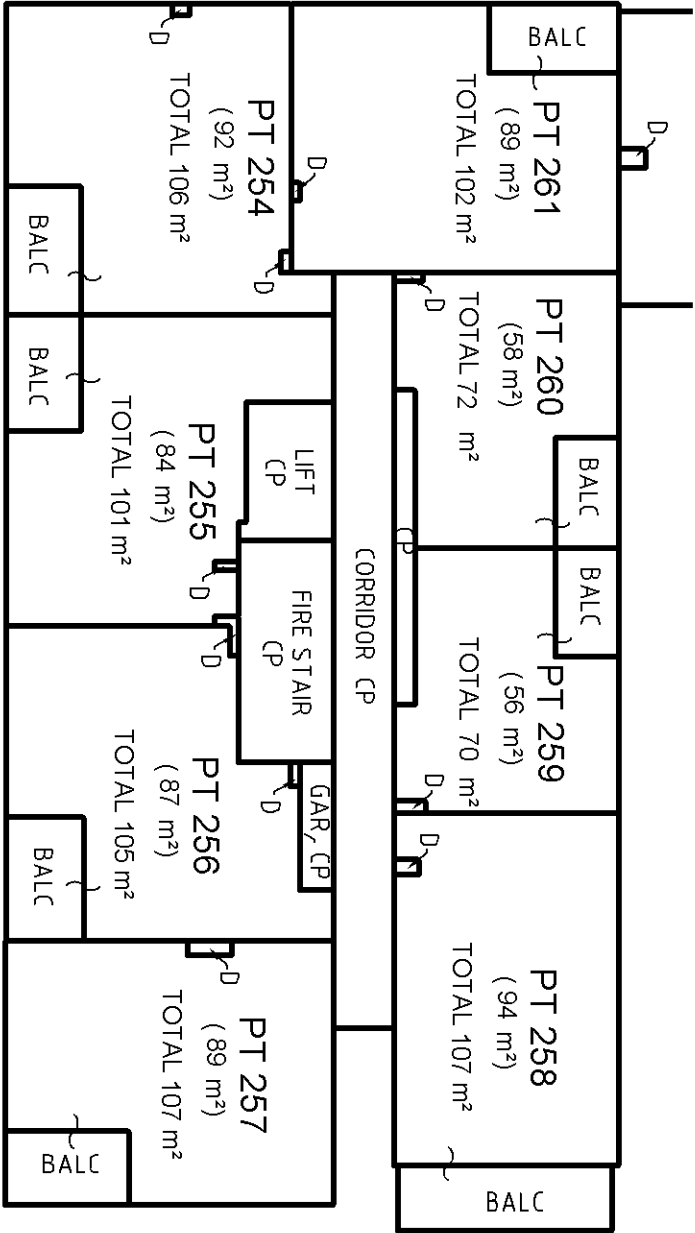 BALC
D
PT 254
(92 m²)
TOTAL 106 m²
D
D
BALC
PT 261
(89 m²)
TOTAL 102 m²
D
D
BALC
PT 255
(84 m²)
TOTAL 101 m²
LIFT
CP
D
D
FIRE STAIR
CP
CORRIDOR CP
CP
PT 260
(58 m²)
TOTAL 72 m²
D
BALC
BALC
PT 259
(56 m²)
TOTAL 70 m²
D
PT 256
(87 m²)
TOTAL 105 m²
BALC
D
GAR, CP
PT 257
(89 m²)
TOTAL 107 m²
D
BALC
PT 258
(94 m²)
TOTAL 107 m²
D
BALC